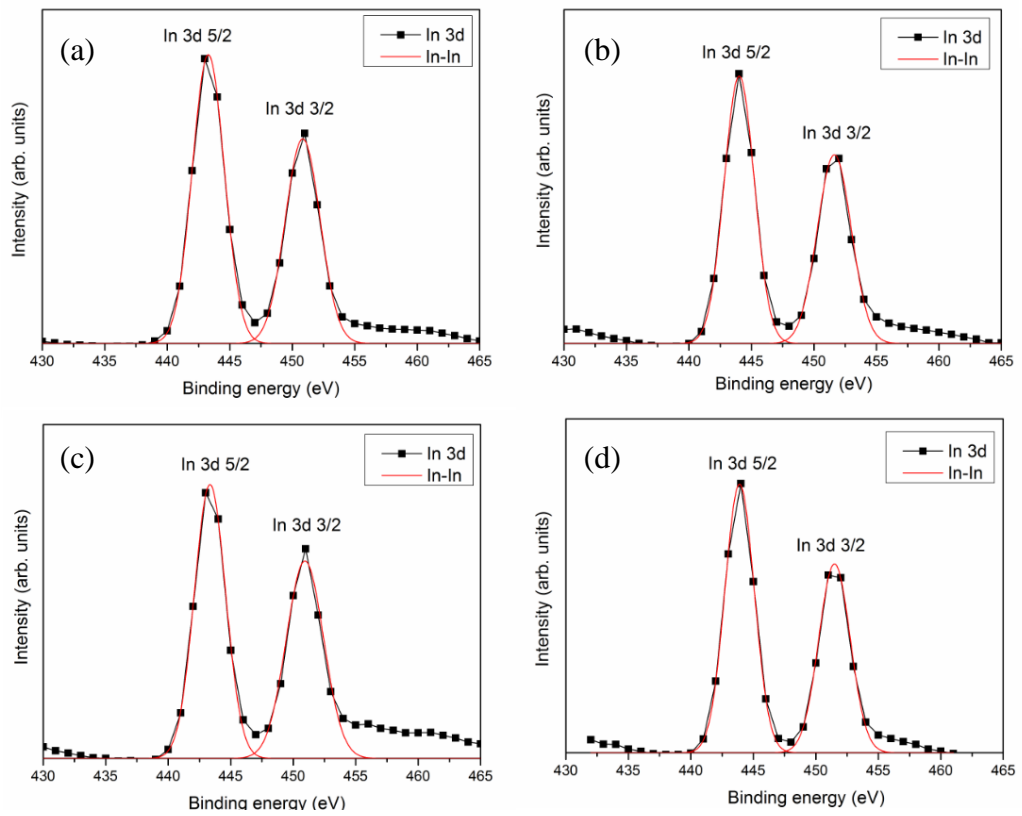 (a)
In 3d 5/2
In 3d 3/2
In 3d
In-In
Intensity (arb. units)
430 435 440 445 450 455 460 465
Binding energy (eV)
(b)
In 3d 5/2
In 3d 3/2
In 3d
In-In
Intensity (arb. units)
430 435 440 445 450 455 460 465
Binding energy (eV)
(c)
In 3d 5/2
In 3d 3/2
In 3d
In-In
Intensity (arb. units)
430 435 440 445 450 455 460 465
Binding energy (eV)
(d)
In 3d 5/2
In 3d 3/2
In 3d
In-In
Intensity (arb. units)
430 435 440 445 450 455 460 465
Binding energy (eV)